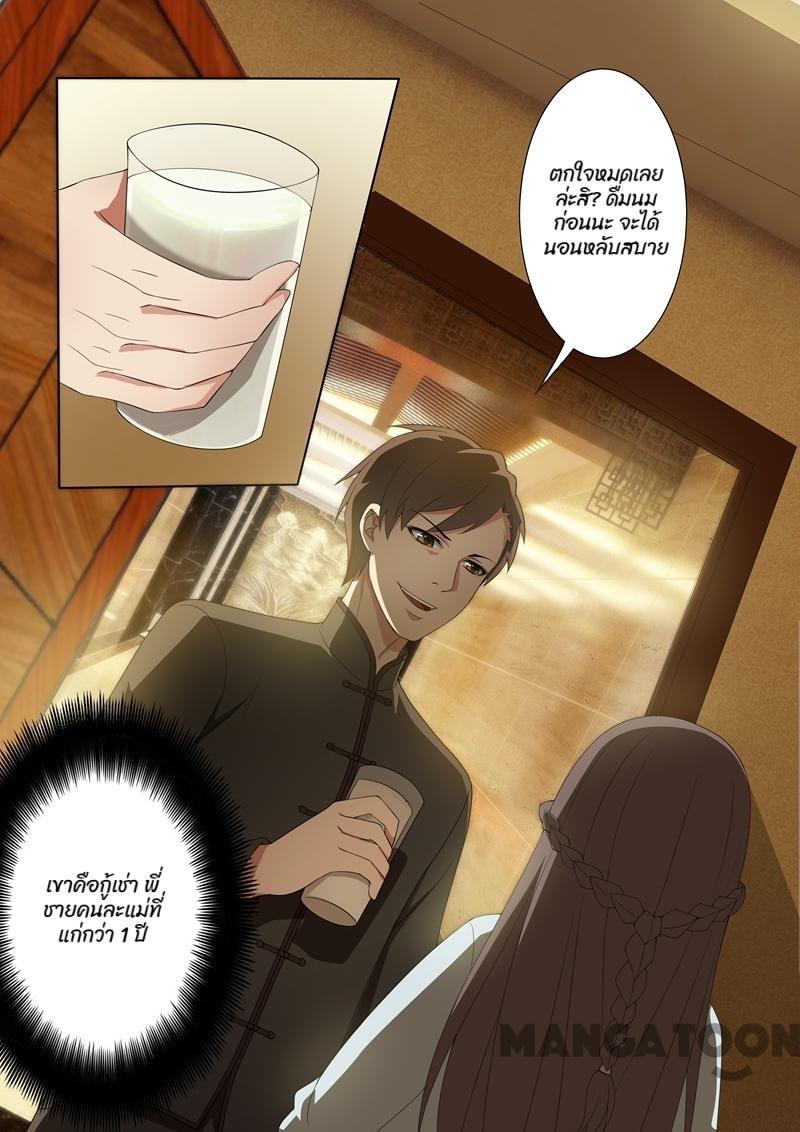 ตกใจหมดเลย
ล่ะสิ? ดื่มนม
ก่อนนะ จะได้
นอนหลับสบาย
เขาคือกู้เช่า พี่
ชายคนละแม่ที่
แก่กว่า 1 ปี
MANGATOON